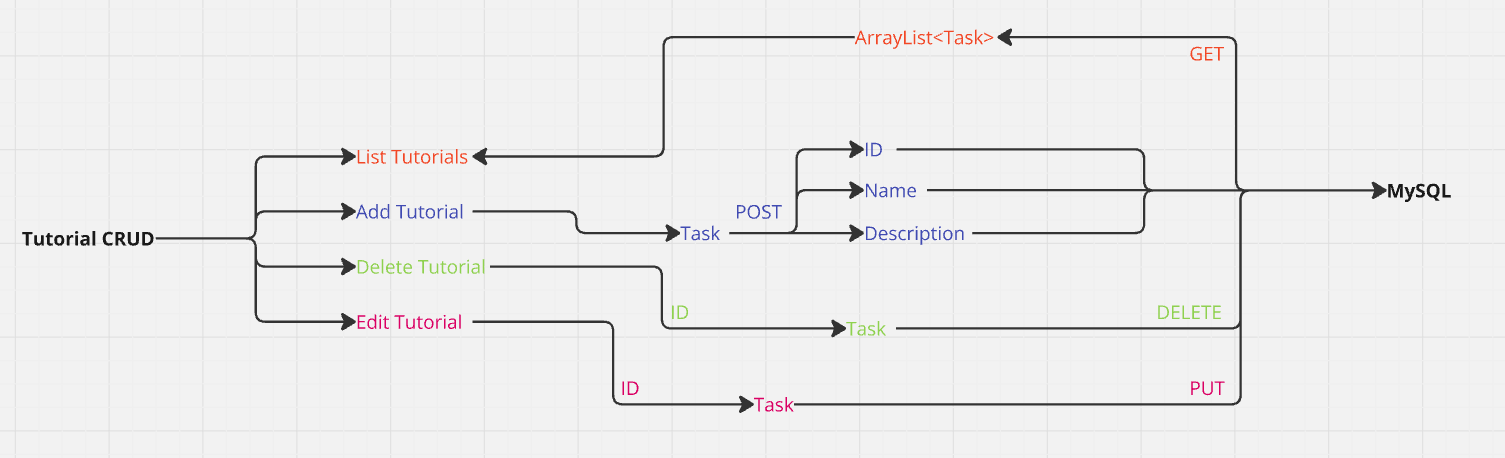 ArrayList<Task>
GET
List Tutorials
ID
Name
MySQL
Add Tutorial
POST
Task
Description
Tutorial CRUD
Delete Tutorial
ID
DELETE
Edit Tutorial
Task
ID
PUT
Task